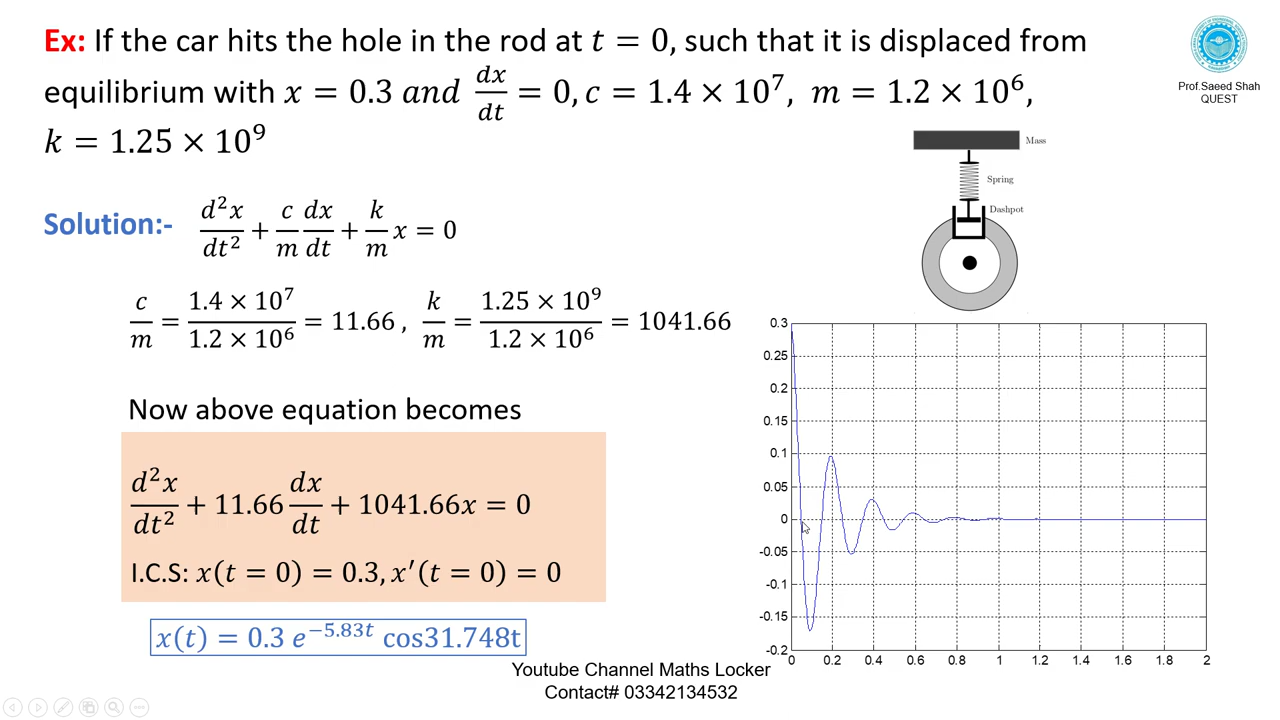 Ex: If the car hits the hole in the rod at 𝑡 = 0, such that it is displaced from
equilibrium with 𝑥 = 0.3 𝑎𝑛𝑑 𝑑𝑥/𝑑𝑡 = 0, 𝑐 = 1.4 × 10⁷, 𝑚 = 1.2 × 10⁶,
𝑘 = 1.25 × 10⁹
Prof.Saeed Shah
QUEST
Mass
Spring
Dashpot
Solution:- 𝑑²𝑥/𝑑𝑡² + 𝑐/𝑚 𝑑𝑥/𝑑𝑡 + 𝑘/𝑚 𝑥 = 0
𝑐/𝑚 = 1.4 × 10⁷/1.2 × 10⁶ = 11.66 , 𝑘/𝑚 = 1.25 × 10⁹/1.2 × 10⁶ = 1041.66
Now above equation becomes
𝑑²𝑥/𝑑𝑡² + 11.66 𝑑𝑥/𝑑𝑡 + 1041.66𝑥 = 0
I.C.S: 𝑥(𝑡 = 0) = 0.3, 𝑥′(𝑡 = 0) = 0
𝑥(𝑡) = 0.3 𝑒^−5.83𝑡 cos31.748t
0.3
0.25
0.2
0.15
0.1
0.05
0
-0.05
-0.1
-0.15
-0.2
0 0.2 0.4 0.6 0.8 1 1.2 1.4 1.6 1.8 2
Youtube Channel Maths Locker
Contact# 03342134532